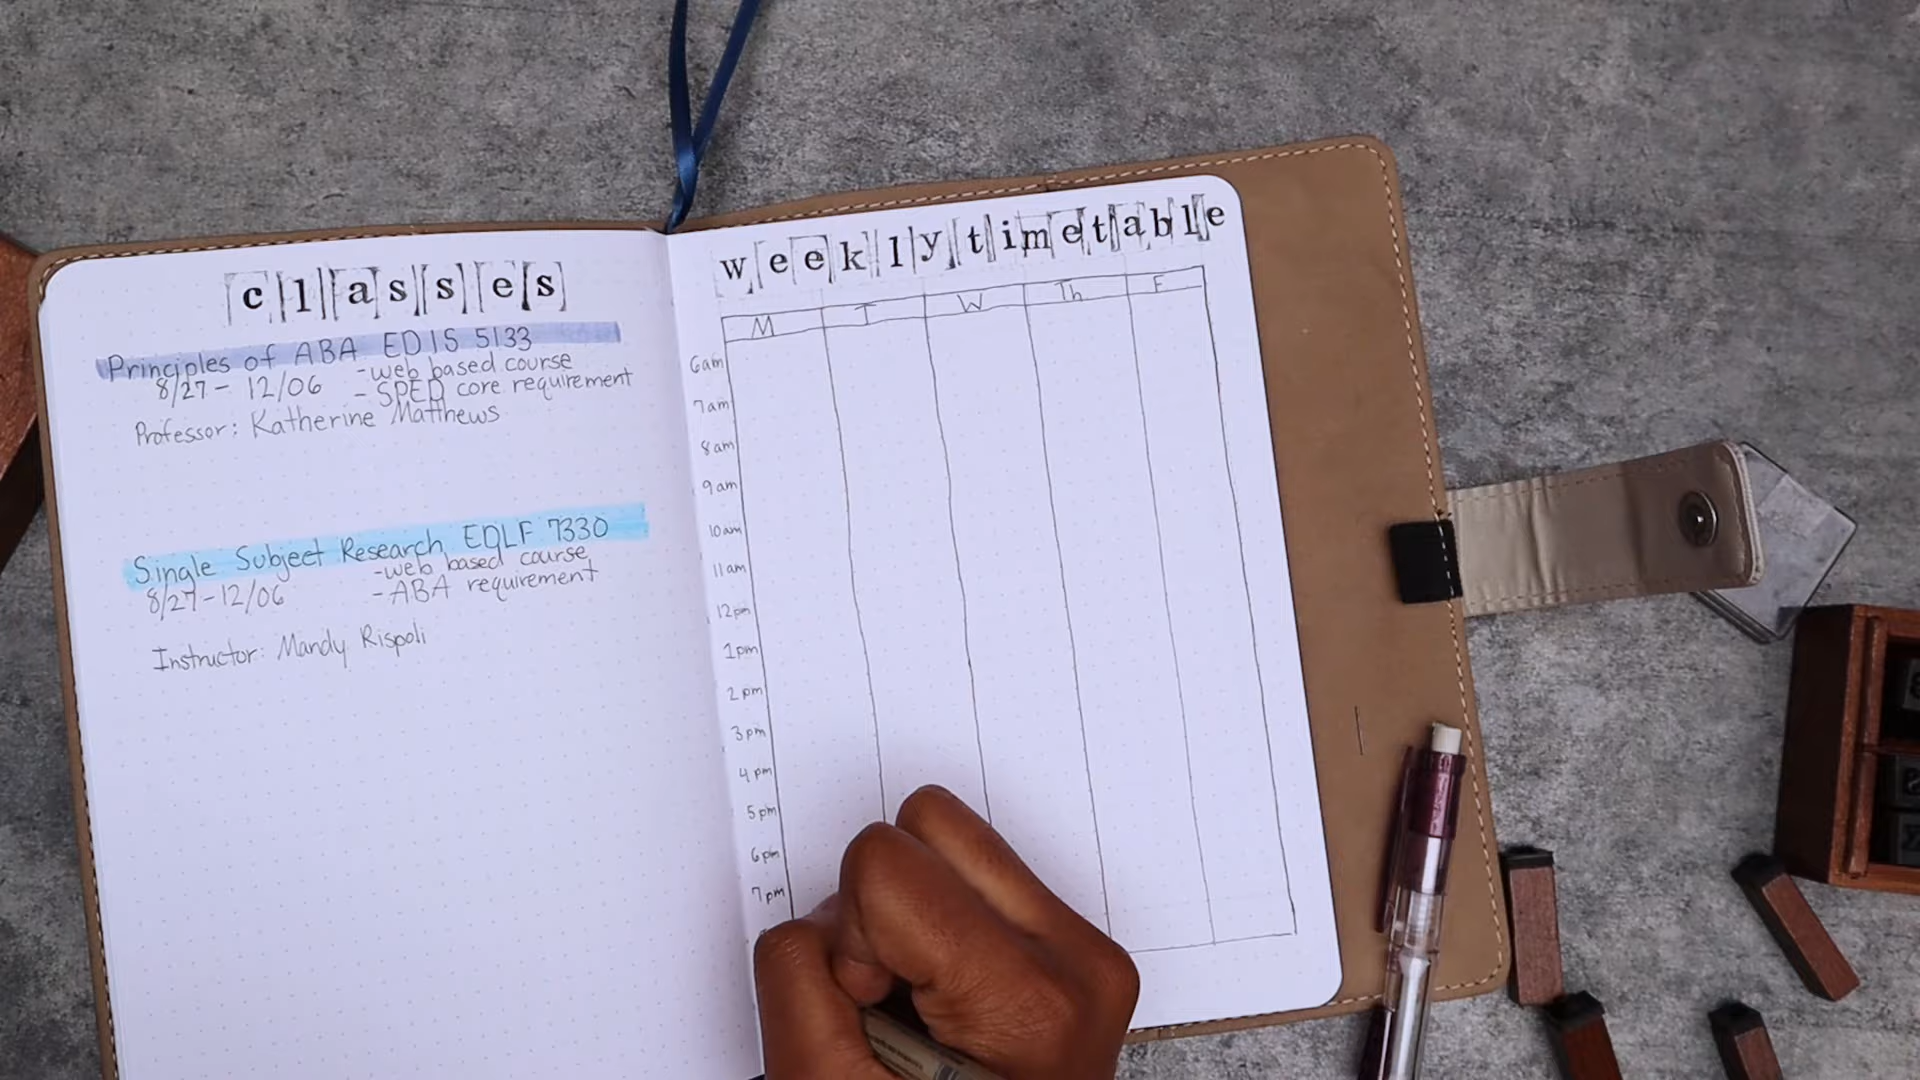 classes
Principles of ABA EDIS 5133
8/27 - 12/06 - web based course
- SPED core requirement
Professor: Katherine Matthews
Single Subject Research EDLF 7330
8/27 - 12/06 - web based course
- ABA requirement
Instructor: Mandy Rispoli
weekly timetable
M T W Th F
6am
7am
8am
9am
10am
11am
12pm
1pm
2pm
3pm
4pm
5pm
6pm
7pm